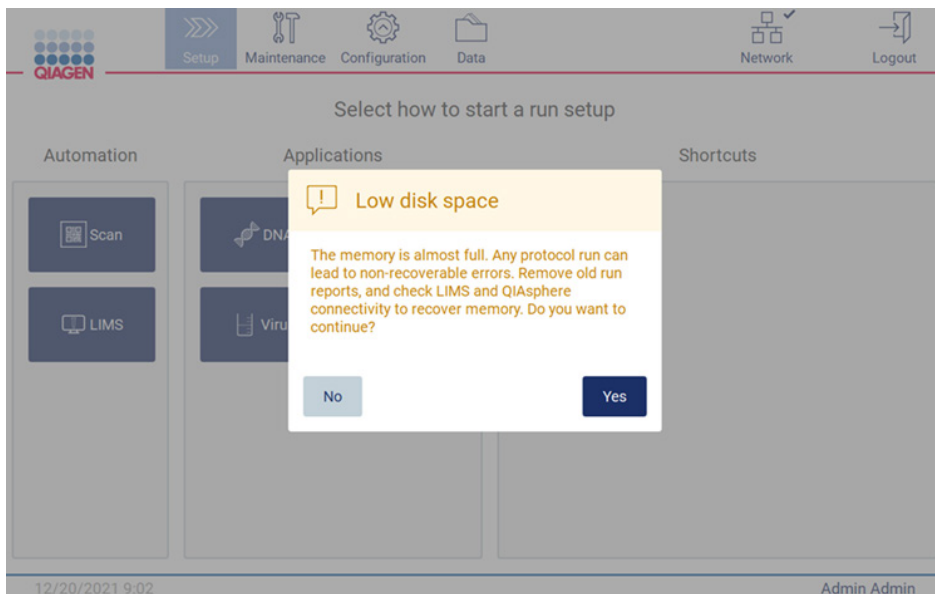 QIAGEN
Setup
Maintenance
Configuration
Data
Network
Logout
Select how to start a run setup
Automation
Applications
Shortcuts
Scan
LIMS
DNA
Viru
Low disk space
The memory is almost full. Any protocol run can
lead to non-recoverable errors. Remove old run
reports, and check LIMS and QIAsphere
connectivity to recover memory. Do you want to
continue?
No
Yes
12/20/2021 9:02
Admin Admin